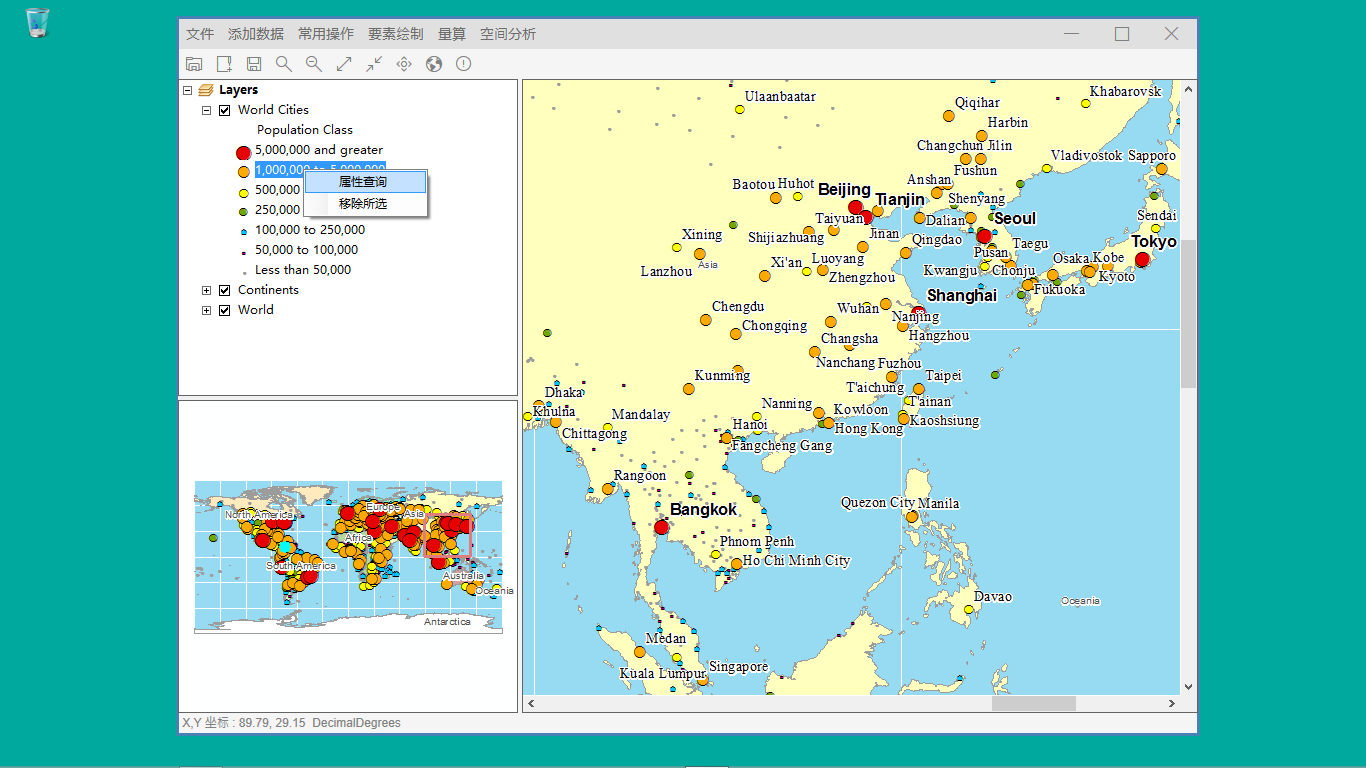 文件 添加数据 常用操作 要素绘制 量算 空间分析
Layers
World Cities
Population Class
5,000,000 and greater
1,000,000 to 5,000,000
500,000
250,000
属性查询
移除所选
100,000 to 250,000
50,000 to 100,000
Less than 50,000
Continents
World
North America
Europe
Asia
Africa
South America
Australia
Oceania
Antarctica
Ulaanbaatar
Khabarovsk
Qiqihar
Harbin
Changchun Jilin
Vladivostok Sapporo
Fushun
Anshan
Baotou Huhot
Beijing
Tianjin
Shenyang
Taiyuan
Dalian
Seoul
Sendai
Xining
Shijiazhuang
Jinan
Qingdao
Taegu
Tokyo
Pusan
Lanzhou
Asia
Xi'an
Luoyang
Zhengzhou
Kwangju
Chonju
Osaka
Kobe
Kyoto
Fukuoka
Shanghai
Chengdu
Wuhan
Nanjing
Chongqing
Hangzhou
Changsha
Nanchang
Fuzhou
Kunming
Taipei
T'aichung
Dhaka
T'ainan
Khulna
Mandalay
Nanning
Kowloon
Kaoshsiung
Chittagong
Hanoi
Hong Kong
Fangcheng Gang
Rangoon
Bangkok
Quezon City
Manila
Phnom Penh
Ho Chi Minh City
Davao
Oceania
Medan
Kuala Lumpur
Singapore
X,Y 坐标 : 89.79, 29.15 DecimalDegrees